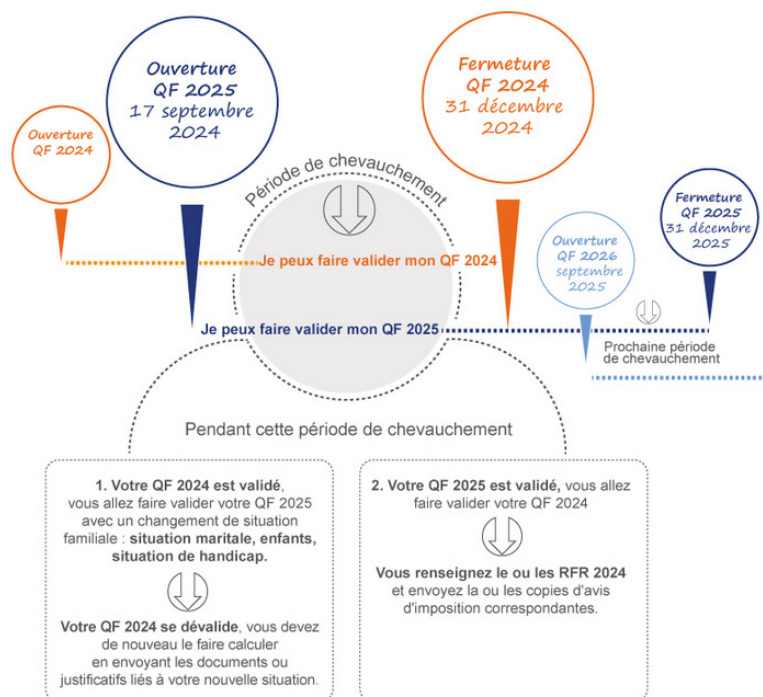 Ouverture
QF 2025
17 septembre
2024
Fermeture
QF 2024
31 décembre
2024
Ouverture
QF 2024
Période de chevauchement
Fermeture
QF 2025
31 décembre
2025
Ouverture
QF 2026
septembre
2025
Je peux faire valider mon QF 2024
Je peux faire valider mon QF 2025
Prochaine période
de chevauchement
Pendant cette période de chevauchement
1. Votre QF 2024 est validé,
vous allez faire valider votre QF 2025
avec un changement de situation
familiale : situation maritale, enfants,
situation de handicap.
Votre QF 2024 se dévalide, vous devez
de nouveau le faire calculer
en envoyant les documents ou
justificatifs liés à votre nouvelle situation.
2. Votre QF 2025 est validé, vous allez
faire valider votre QF 2024
Vous renseignez le ou les RFR 2024
et envoyez la ou les copies d'avis
d'imposition correspondantes.